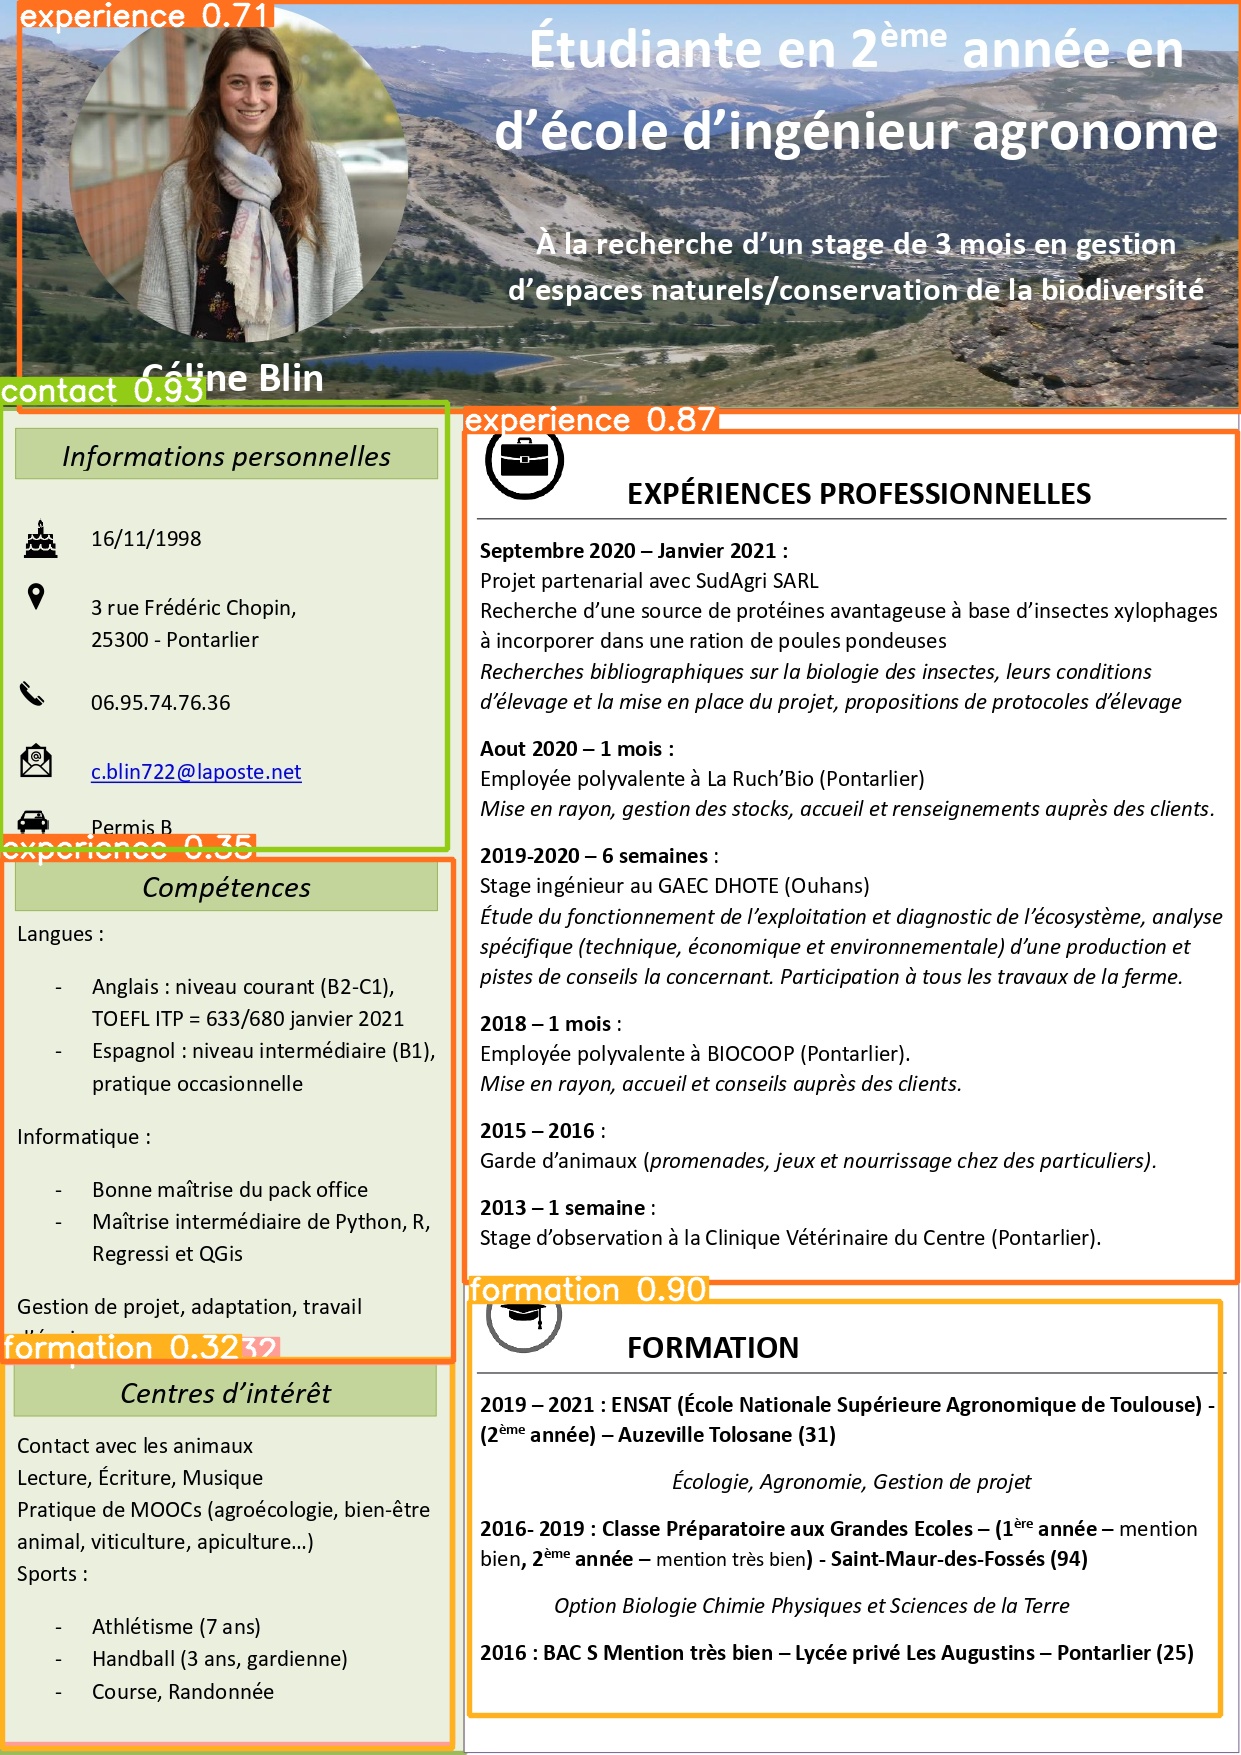 experience 0.71
Étudiante en 2ème année en
d’école d’ingénieur agronome
À la recherche d’un stage de 3 mois en gestion
d’espaces naturels/conservation de la biodiversité
Céline Blin
contact 0.93
Informations personnelles
16/11/1998
3 rue Frédéric Chopin,
25300 - Pontarlier
06.95.74.76.36
c.blin722@laposte.net
Permis B
experience 0.35
Compétences
Langues :
- Anglais : niveau courant (B2-C1),
TOEFL ITP = 633/680 janvier 2021
- Espagnol : niveau intermédiaire (B1),
pratique occasionnelle
Informatique :
- Bonne maîtrise du pack office
- Maîtrise intermédiaire de Python, R,
Regressi et QGis
Gestion de projet, adaptation, travail
formation 0.32
32
Centres d’intérêt
Contact avec les animaux
Lecture, Écriture, Musique
Pratique de MOOCs (agroécologie, bien-être
animal, viticulture, apiculture…)
Sports :
- Athlétisme (7 ans)
- Handball (3 ans, gardienne)
- Course, Randonnée
experience 0.87
EXPÉRIENCES PROFESSIONNELLES
Septembre 2020 – Janvier 2021 :
Projet partenarial avec SudAgri SARL
Recherche d’une source de protéines avantageuse à base d’insectes xylophages
à incorporer dans une ration de poules pondeuses
Recherches bibliographiques sur la biologie des insectes, leurs conditions
d’élevage et la mise en place du projet, propositions de protocoles d’élevage
Aout 2020 – 1 mois :
Employée polyvalente à La Ruch’Bio (Pontarlier)
Mise en rayon, gestion des stocks, accueil et renseignements auprès des clients.
2019-2020 – 6 semaines :
Stage ingénieur au GAEC DHOTE (Ouhans)
Étude du fonctionnement de l’exploitation et diagnostic de l’écosystème, analyse
spécifique (technique, économique et environnementale) d’une production et
pistes de conseils la concernant. Participation à tous les travaux de la ferme.
2018 – 1 mois :
Employée polyvalente à BIOCOOP (Pontarlier).
Mise en rayon, accueil et conseils auprès des clients.
2015 – 2016 :
Garde d’animaux (promenades, jeux et nourrissage chez des particuliers).
2013 – 1 semaine :
Stage d’observation à la Clinique Vétérinaire du Centre (Pontarlier).
formation 0.90
FORMATION
2019 – 2021 : ENSAT (École Nationale Supérieure Agronomique de Toulouse) -
(2ème année) – Auzeville Tolosane (31)
Écologie, Agronomie, Gestion de projet
2016- 2019 : Classe Préparatoire aux Grandes Ecoles – (1ère année – mention
bien, 2ème année – mention très bien) - Saint-Maur-des-Fossés (94)
Option Biologie Chimie Physiques et Sciences de la Terre
2016 : BAC S Mention très bien – Lycée privé Les Augustins – Pontarlier (25)